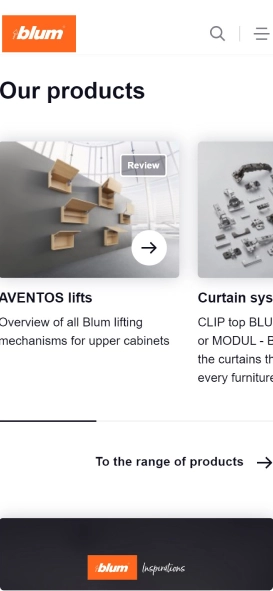 blum
Our products
Review
AVENTOS lifts
Overview of all Blum lifting
mechanisms for upper cabinets
Curtain sys
CLIP top BLU
or MODUL - B
the curtains th
every furniture
To the range of products
blum Inspirations